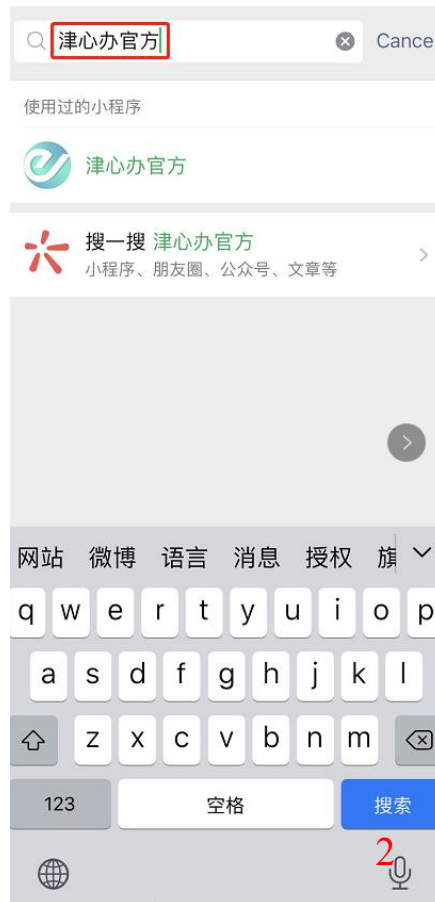 津心办官方
Cance
使用过的小程序
津心办官方
搜一搜 津心办官方
小程序、朋友圈、公众号、文章等
网站 微博 语言 消息 授权 旗
q w e r t y u i o p
a s d f g h j k l
z x c v b n m
123 空格 搜索
2